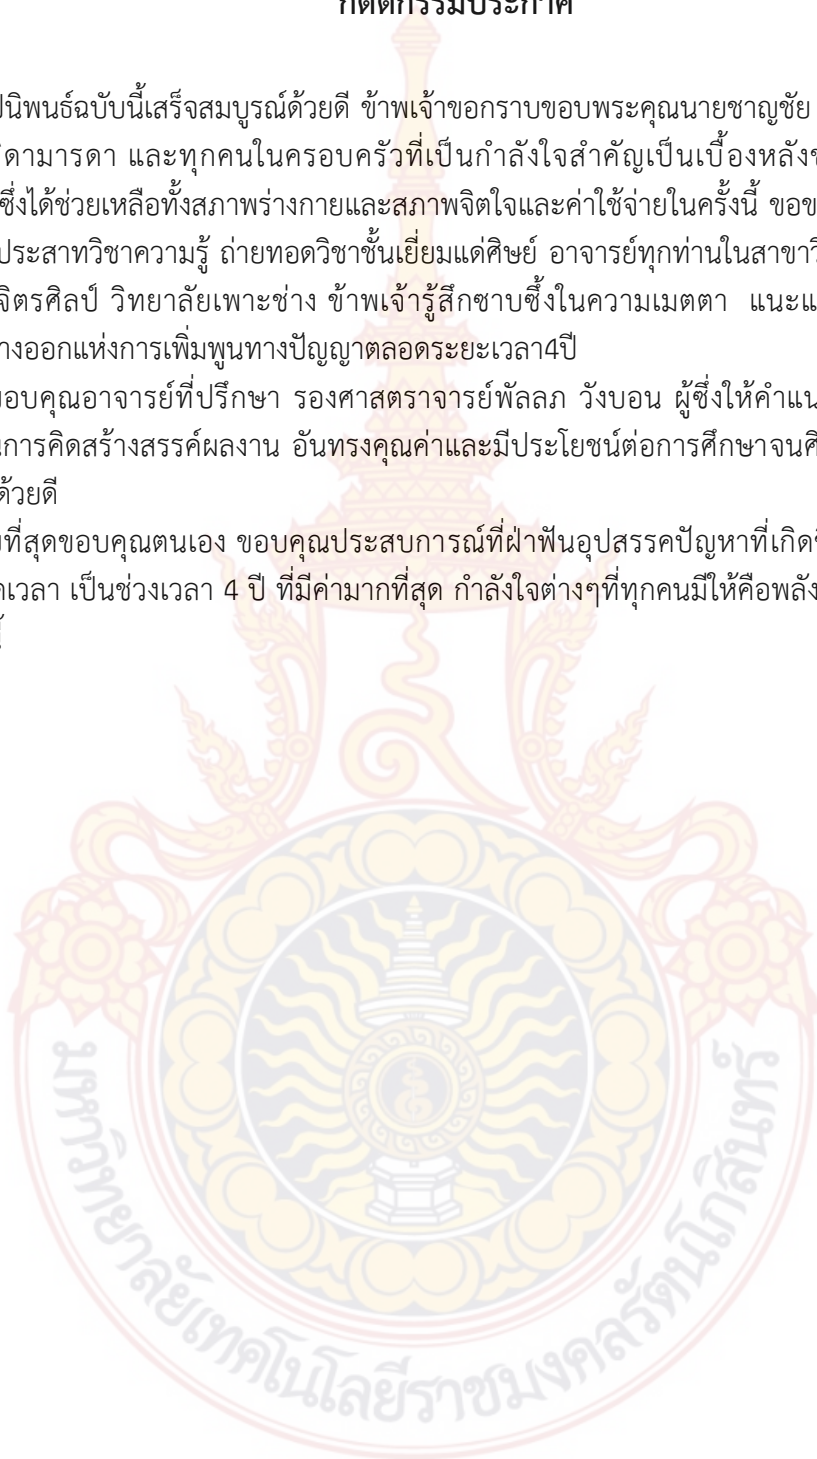 กิตติกรรมประกาศ
นิพนธ์ฉบับนี้เสร็จสมบูรณ์ด้วยดี ข้าพเจ้าขอกราบขอบพระคุณนายชาญชัย
ดามารดา และทุกคนในครอบครัวที่เป็นกำลังใจสำคัญเป็นเบื้องหลัง
ซึ่งได้ช่วยเหลือทั้งสภาพร่างกายและสภาพจิตใจและค่าใช้จ่ายในครั้งนี้ ขอ
ประสาทวิชาความรู้ ถ่ายทอดวิชาชั้นเยี่ยมแด่ศิษย์ อาจารย์ทุกท่านในสาขา
จิตรศิลป์ วิทยาลัยเพาะช่าง ข้าพเจ้ารู้สึกซาบซึ้งในความเมตตา แนะ
างออกแห่งการเพิ่มพูนทางปัญญาตลอดระยะเวลา4ปี
อบคุณอาจารย์ที่ปรึกษา รองศาสตราจารย์พัลลภ วังบอน ผู้ซึ่งให้คำแน
นการคิดสร้างสรรค์ผลงาน อันทรงคุณค่าและมีประโยชน์ต่อการศึกษาจน
ด้วยดี
ที่สุดขอบคุณตนเอง ขอบคุณประสบการณ์ที่ฝ่าฟันอุปสรรคปัญหาที่เกิด
เวลา เป็นช่วงเวลา 4 ปี ที่มีค่ามากที่สุด กำลังใจต่างๆที่ทุกคนมีให้คือพลัง
มหาวิทยาลัยเทคโนโลยีราชมงคลรัตนโกสินทร์